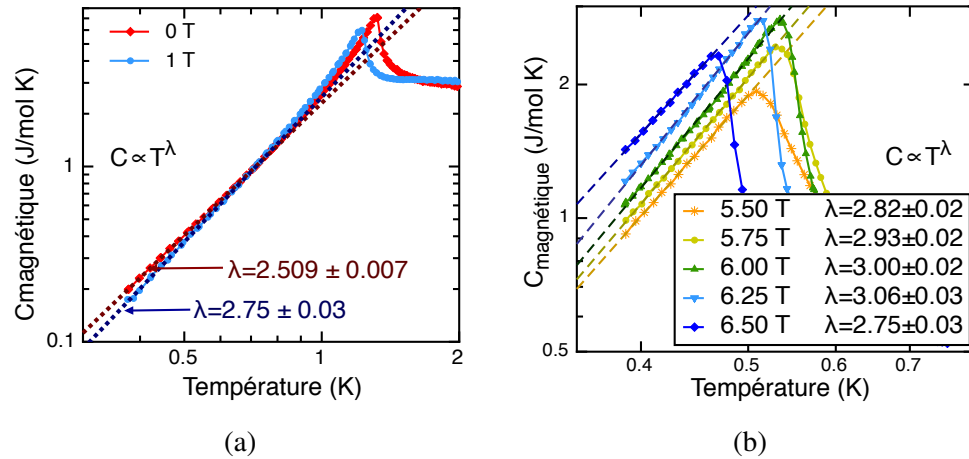 Cmagnétique (J/mol K)
1
0.1
0 T
1 T
C∝T^λ
λ=2.509 ± 0.007
λ=2.75 ± 0.03
0.5 1 2
Température (K)
(a)
Cmagnétique (J/mol K)
2
1
0.5
C∝T^λ
5.50 T λ=2.82±0.02
5.75 T λ=2.93±0.02
6.00 T λ=3.00±0.02
6.25 T λ=3.06±0.03
6.50 T λ=2.75±0.03
0.4 0.5 0.6 0.7
Température (K)
(b)